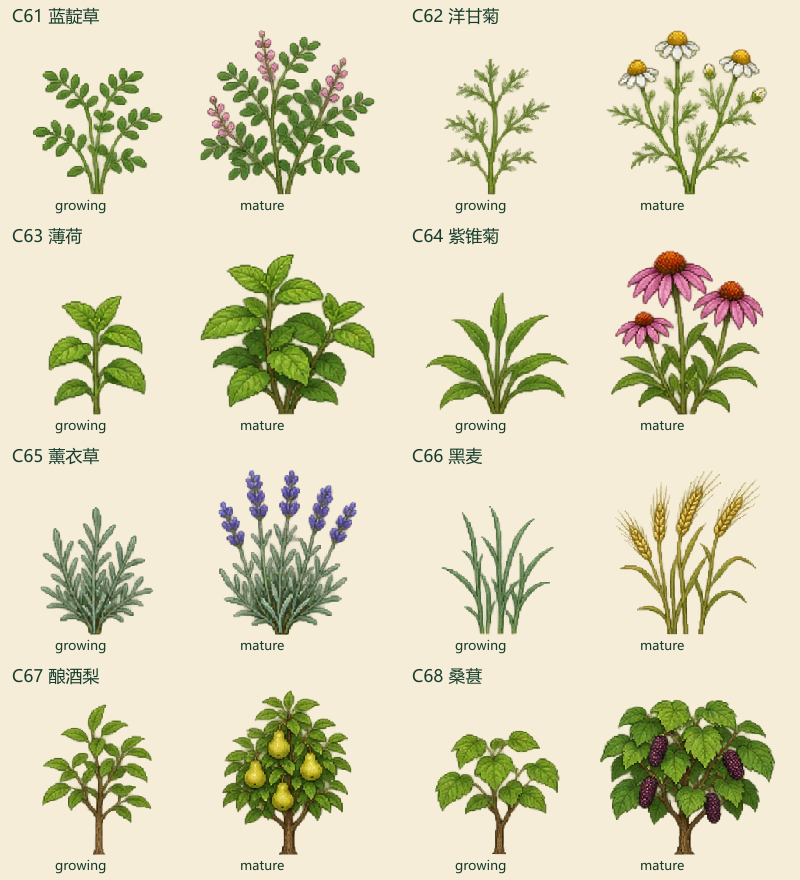 C61 蓝靛草
C62 洋甘菊
growing
mature
growing
mature
C63 薄荷
C64 紫锥菊
growing
mature
growing
mature
C65 薰衣草
C66 黑麦
growing
mature
growing
mature
C67 酿酒梨
C68 桑葚
growing
mature
growing
mature